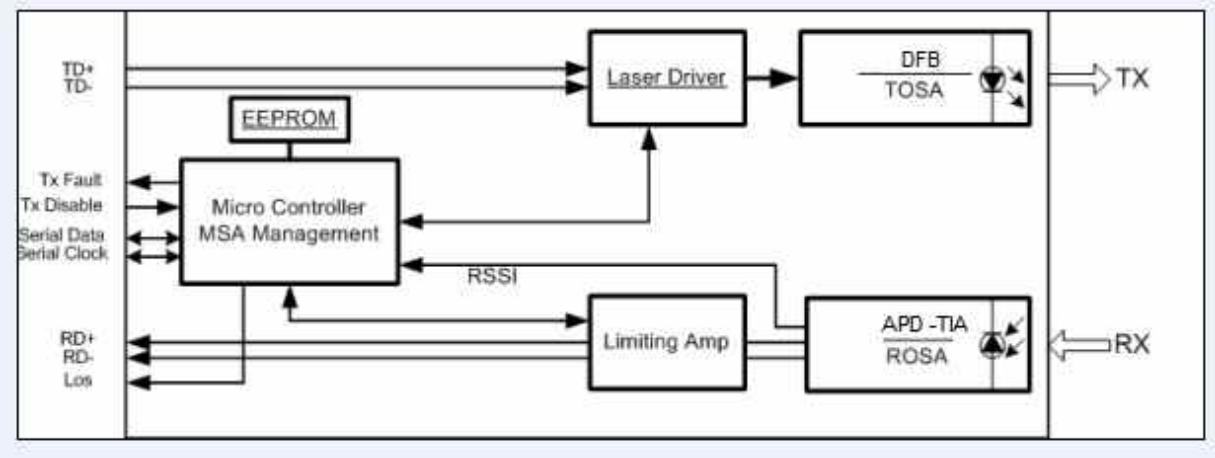 TD+
TD-
Laser Driver
DFB
TOSA
TX
EEPROM
Tx Fault
Tx Disable
Serial Data
Serial Clock
Micro Controller
MSA Management
RSSI
RD+
RD-
Los
Limiting Amp
APD -TIA
ROSA
RX